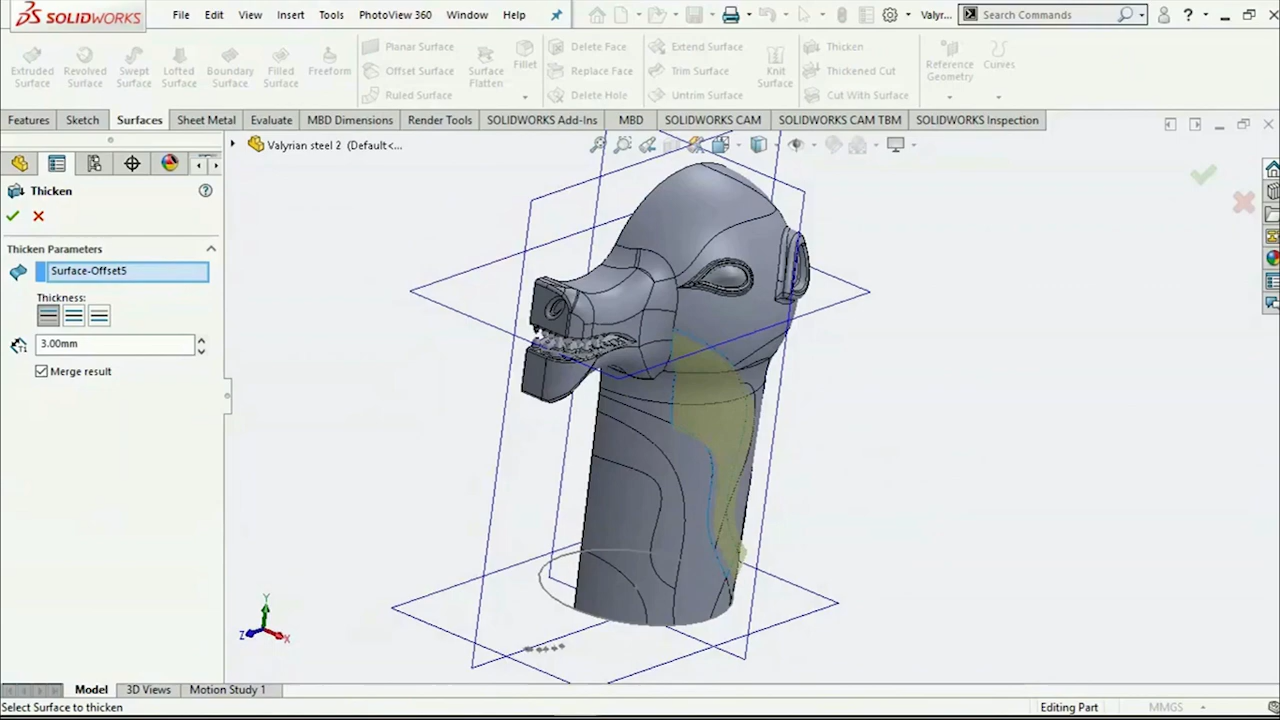 SOLIDWORKS File Edit View Insert Tools PhotoView 360 Window Help Valyr... Search Commands ?
Extruded Surface
Revolved Surface
Swept Surface
Lofted Surface
Boundary Surface
Filled Surface
Freeform
Planar Surface
Offset Surface
Ruled Surface
Surface Flatten
Fillet
Delete Face
Replace Face
Delete Hole
Extend Surface
Trim Surface
Untrim Surface
Knit Surface
Thicken
Thickened Cut
Cut With Surface
Reference Geometry
Curves
Features Sketch Surfaces Sheet Metal Evaluate MBD Dimensions Render Tools SOLIDWORKS Add-Ins MBD SOLIDWORKS CAM SOLIDWORKS CAM TBM SOLIDWORKS Inspection
Valyrian steel 2 (Default<...
Thicken
Thicken Parameters
Surface-Offset5
Thickness:
T1
3.00mm
Merge result
Y
Z
X
Model 3D Views Motion Study 1
Select Surface to thicken Editing Part MMGS